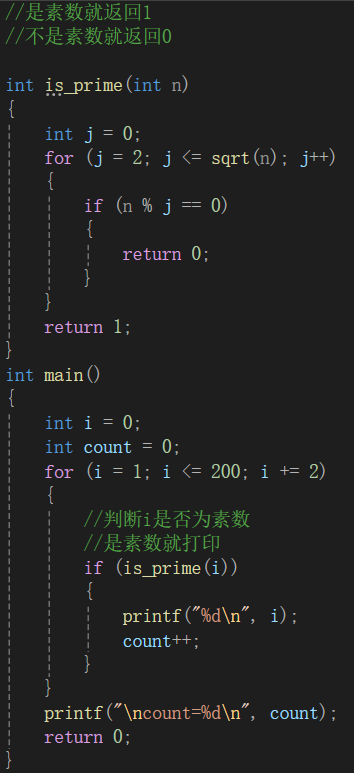 //是素数就返回1
//不是素数就返回0

int is_prime(int n)
{
    int j = 0;
    for (j = 2; j <= sqrt(n); j++)
    {
        if (n % j == 0)
        {
            return 0;
        }
    }
    return 1;
}
int main()
{
    int i = 0;
    int count = 0;
    for (i = 1; i <= 200; i += 2)
    {
        //判断i是否为素数
        //是素数就打印
        if (is_prime(i))
        {
            printf("%d\n", i);
            count++;
        }
    }
    printf("\ncount=%d\n", count);
    return 0;
}